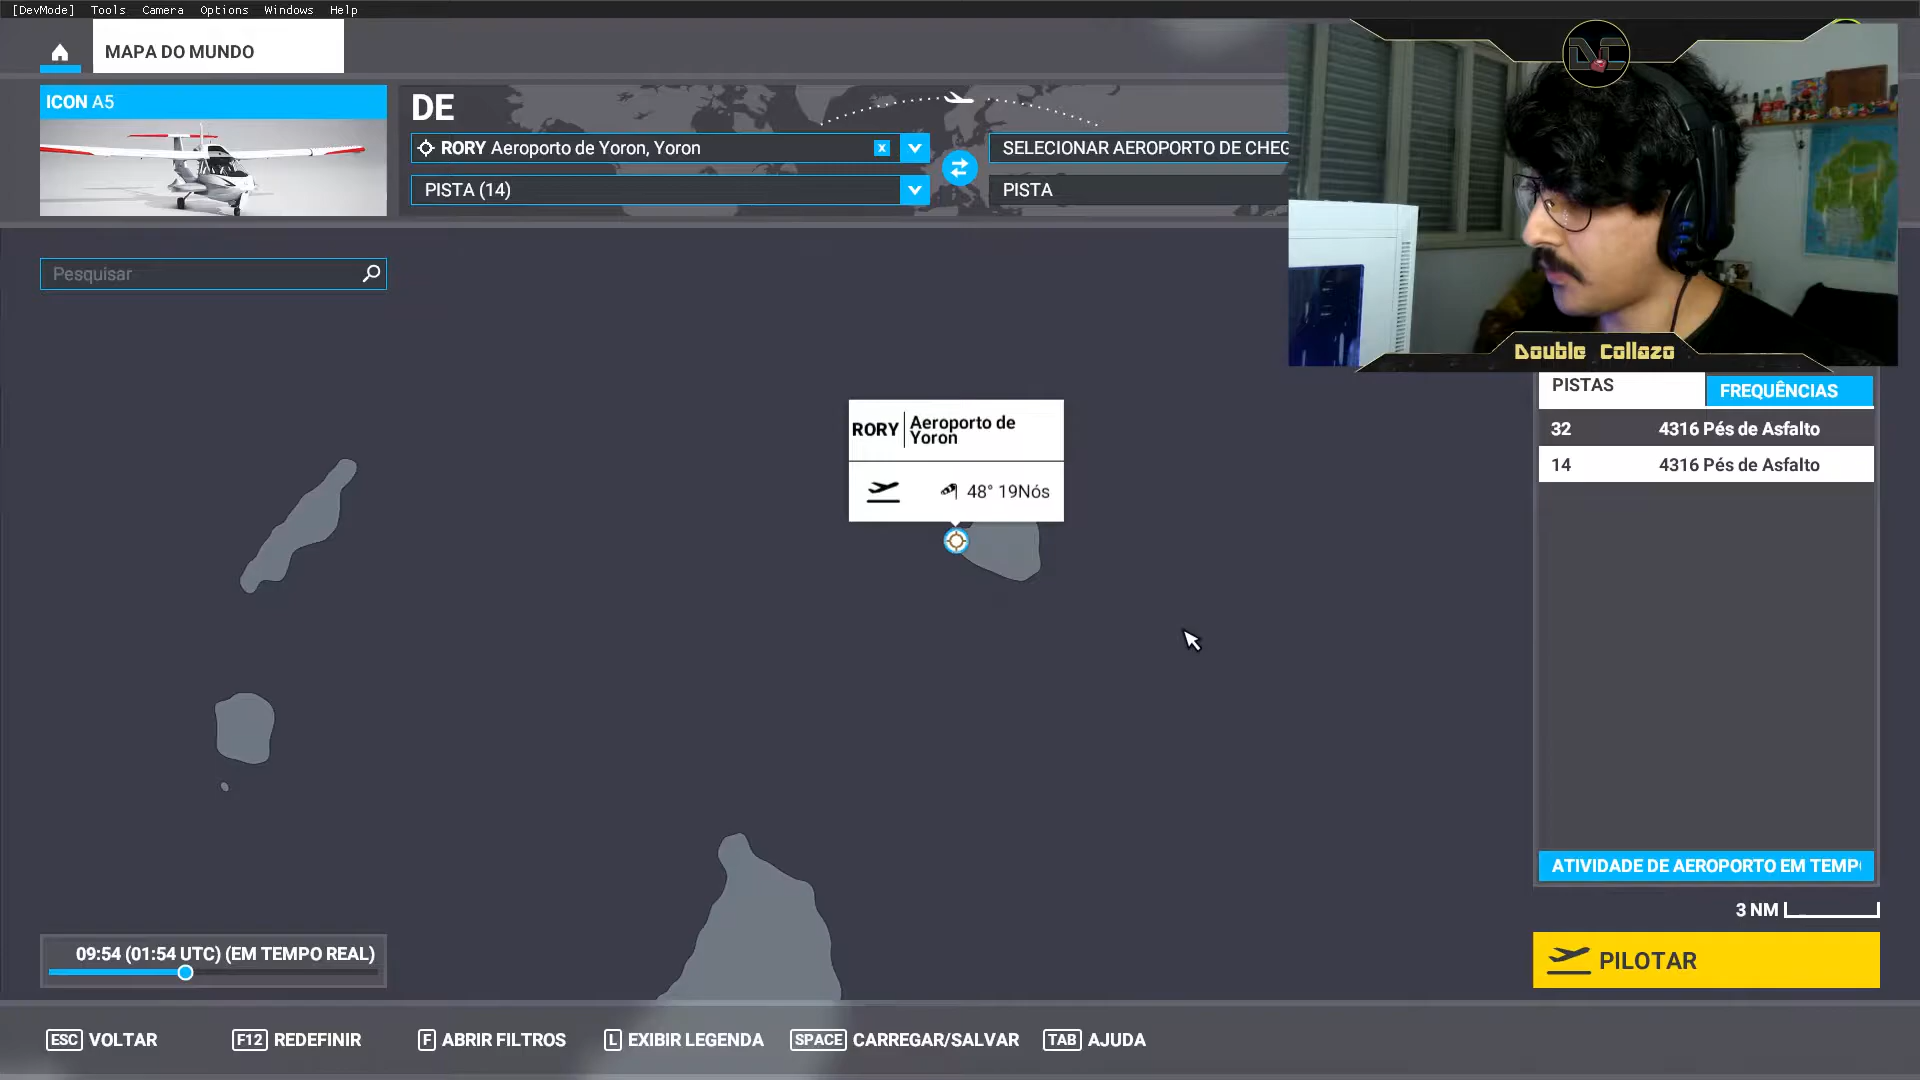 [DevMode] Tools Camera Options Windows Help
MAPA DO MUNDO
ICON A5
DE
RORY Aeroporto de Yoron, Yoron
PISTA (14)
SELECIONAR AEROPORTO DE CHEG
PISTA
Pesquisar
DC
Double Collazo
RORY
Aeroporto de
Yoron
48° 19Nós
PISTAS
FREQUÊNCIAS
32 4316 Pés de Asfalto
14 4316 Pés de Asfalto
ATIVIDADE DE AEROPORTO EM TEMP
3 NM
09:54 (01:54 UTC) (EM TEMPO REAL)
PILOTAR
ESC VOLTAR
F12 REDEFINIR
F ABRIR FILTROS
L EXIBIR LEGENDA
SPACE CARREGAR/SALVAR
TAB AJUDA